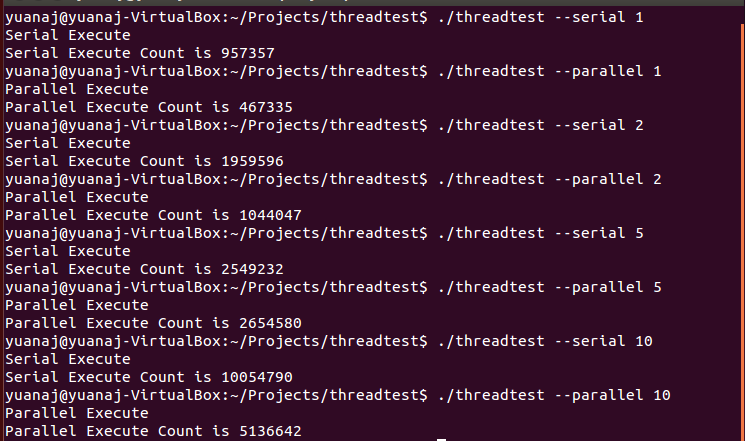 yuanaj@yuanaj-VirtualBox:~/Projects/threadtest$ ./threadtest --serial 1
Serial Execute
Serial Execute Count is 957357
yuanaj@yuanaj-VirtualBox:~/Projects/threadtest$ ./threadtest --parallel 1
Parallel Execute
Parallel Execute Count is 467335
yuanaj@yuanaj-VirtualBox:~/Projects/threadtest$ ./threadtest --serial 2
Serial Execute
Serial Execute Count is 1959596
yuanaj@yuanaj-VirtualBox:~/Projects/threadtest$ ./threadtest --parallel 2
Parallel Execute
Parallel Execute Count is 1044047
yuanaj@yuanaj-VirtualBox:~/Projects/threadtest$ ./threadtest --serial 5
Serial Execute
Serial Execute Count is 2549232
yuanaj@yuanaj-VirtualBox:~/Projects/threadtest$ ./threadtest --parallel 5
Parallel Execute
Parallel Execute Count is 2654580
yuanaj@yuanaj-VirtualBox:~/Projects/threadtest$ ./threadtest --serial 10
Serial Execute
Serial Execute Count is 10054790
yuanaj@yuanaj-VirtualBox:~/Projects/threadtest$ ./threadtest --parallel 10
Parallel Execute
Parallel Execute Count is 5136642